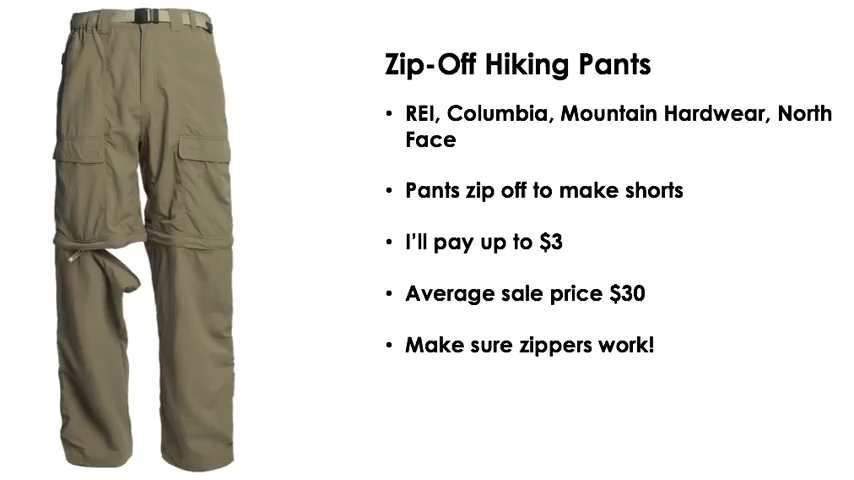 Zip-Off Hiking Pants
• REI, Columbia, Mountain Hardwear, North
Face
• Pants zip off to make shorts
• I'll pay up to $3
• Average sale price $30
• Make sure zippers work!